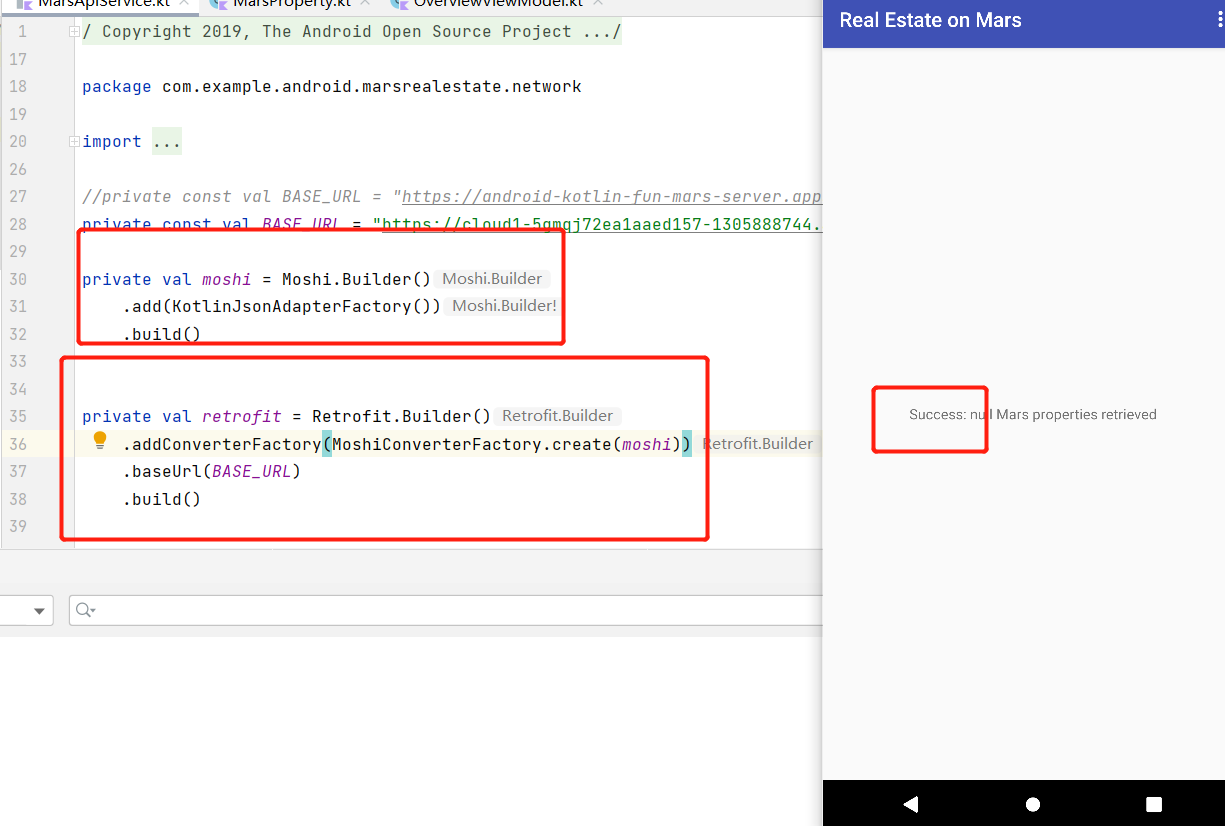 MarsApiService.kt MarsProperty.kt OverviewViewModel.kt
1 / Copyright 2019, The Android Open Source Project .../
17
18 package com.example.android.marsrealestate.network
19
20 import ...
26
27 //private const val BASE_URL = "https://android-kotlin-fun-mars-server.app
28 private const val BASE_URL = "https://cloud1-5gmqj72ea1aaed157-1305888744.
29
30 private val moshi = Moshi.Builder() Moshi.Builder
31 .add(KotlinJsonAdapterFactory()) Moshi.Builder!
32 .build()
33
34
35 private val retrofit = Retrofit.Builder() Retrofit.Builder
36 .addConverterFactory(MoshiConverterFactory.create(moshi)) Retrofit.Builder
37 .baseUrl(BASE_URL)
38 .build()
39
Real Estate on Mars
Success: null Mars properties retrieved